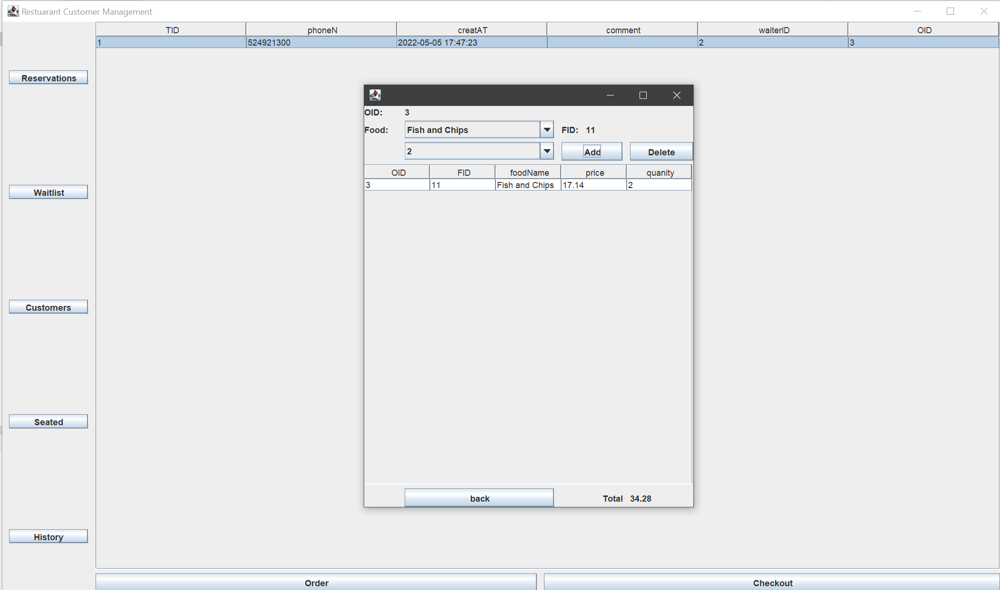 Restuarant Customer Management
TID phoneN creatAT comment waiterID OID
1 524921300 2022-05-05 17:47:23 2 3
Reservations
Waitlist
Customers
Seated
History
OID: 3
Food: Fish and Chips FID: 11
2 Add Delete
OID FID foodName price quanity
3 11 Fish and Chips 17.14 2
back Total 34.28
Order Checkout